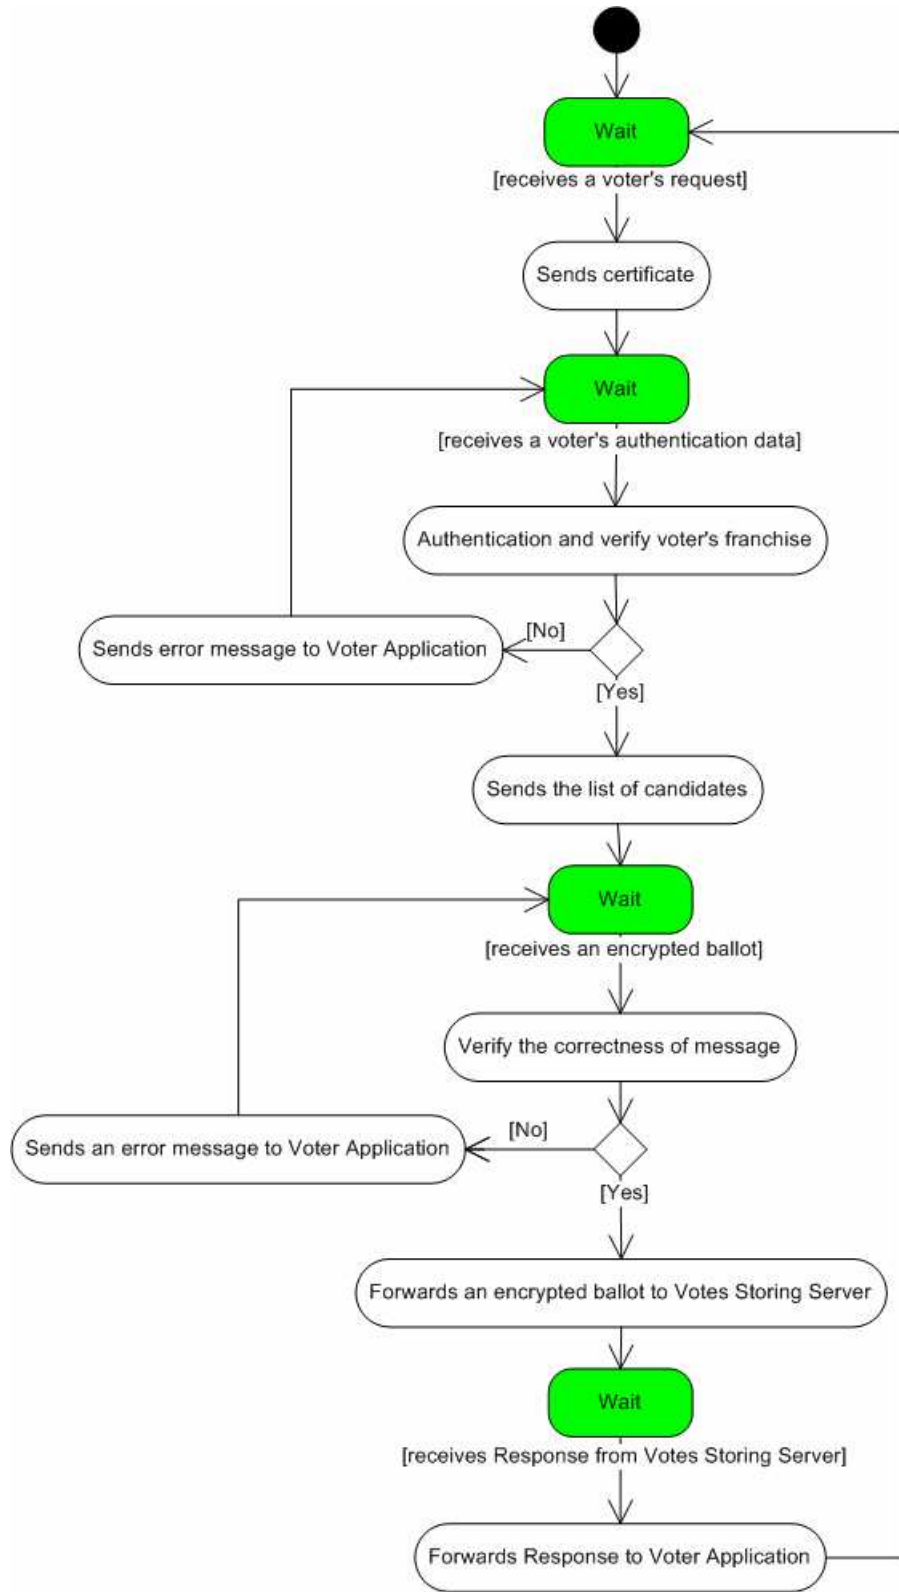 Wait
[receives a voter's request]
Sends certificate
Wait
[receives a voter's authentication data]
Authentication and verify voter's franchise
[No]
Sends error message to Voter Application
[Yes]
Sends the list of candidates
Wait
[receives an encrypted ballot]
Verify the correctness of message
[No]
Sends an error message to Voter Application
[Yes]
Forwards an encrypted ballot to Votes Storing Server
Wait
[receives Response from Votes Storing Server]
Forwards Response to Voter Application